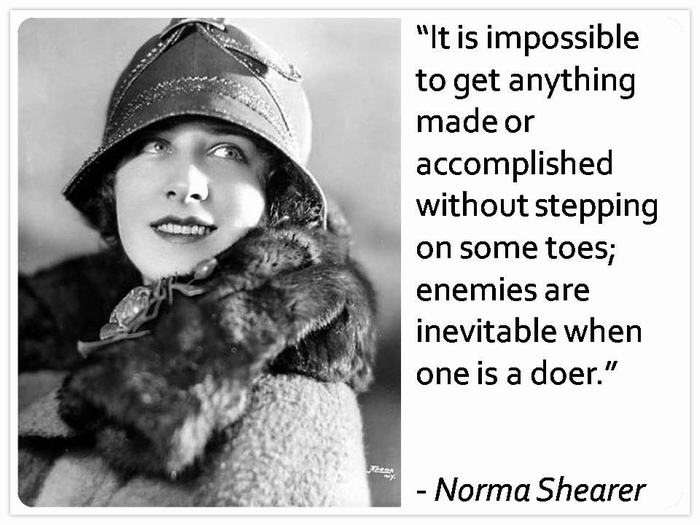 “It is impossible
to get anything
made or
accomplished
without stepping
on some toes;
enemies are
inevitable when
one is a doer.”
- Norma Shearer